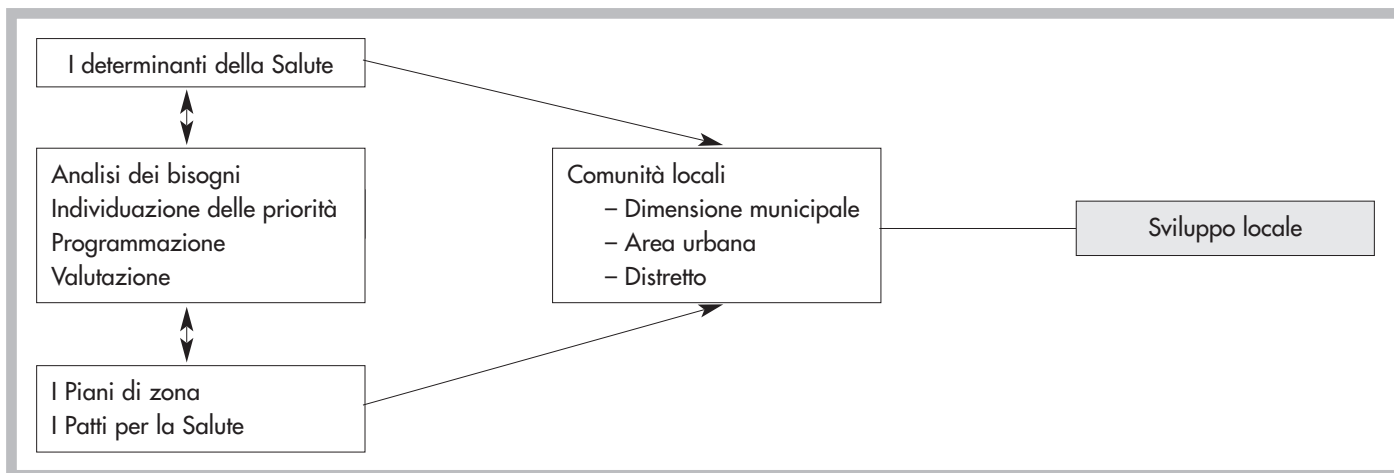 I determinanti della Salute
Analisi dei bisogni
Individuazione delle priorità
Programmazione
Valutazione
I Piani di zona
I Patti per la Salute
Comunità locali
– Dimensione municipale
– Area urbana
– Distretto
Sviluppo locale